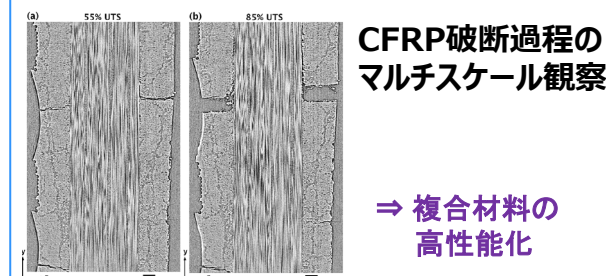 (a) 55% UTS
(b) 85% UTS
CFRP破断過程の
マルチスケール観察
⇒ 複合材料の
高性能化
y
y